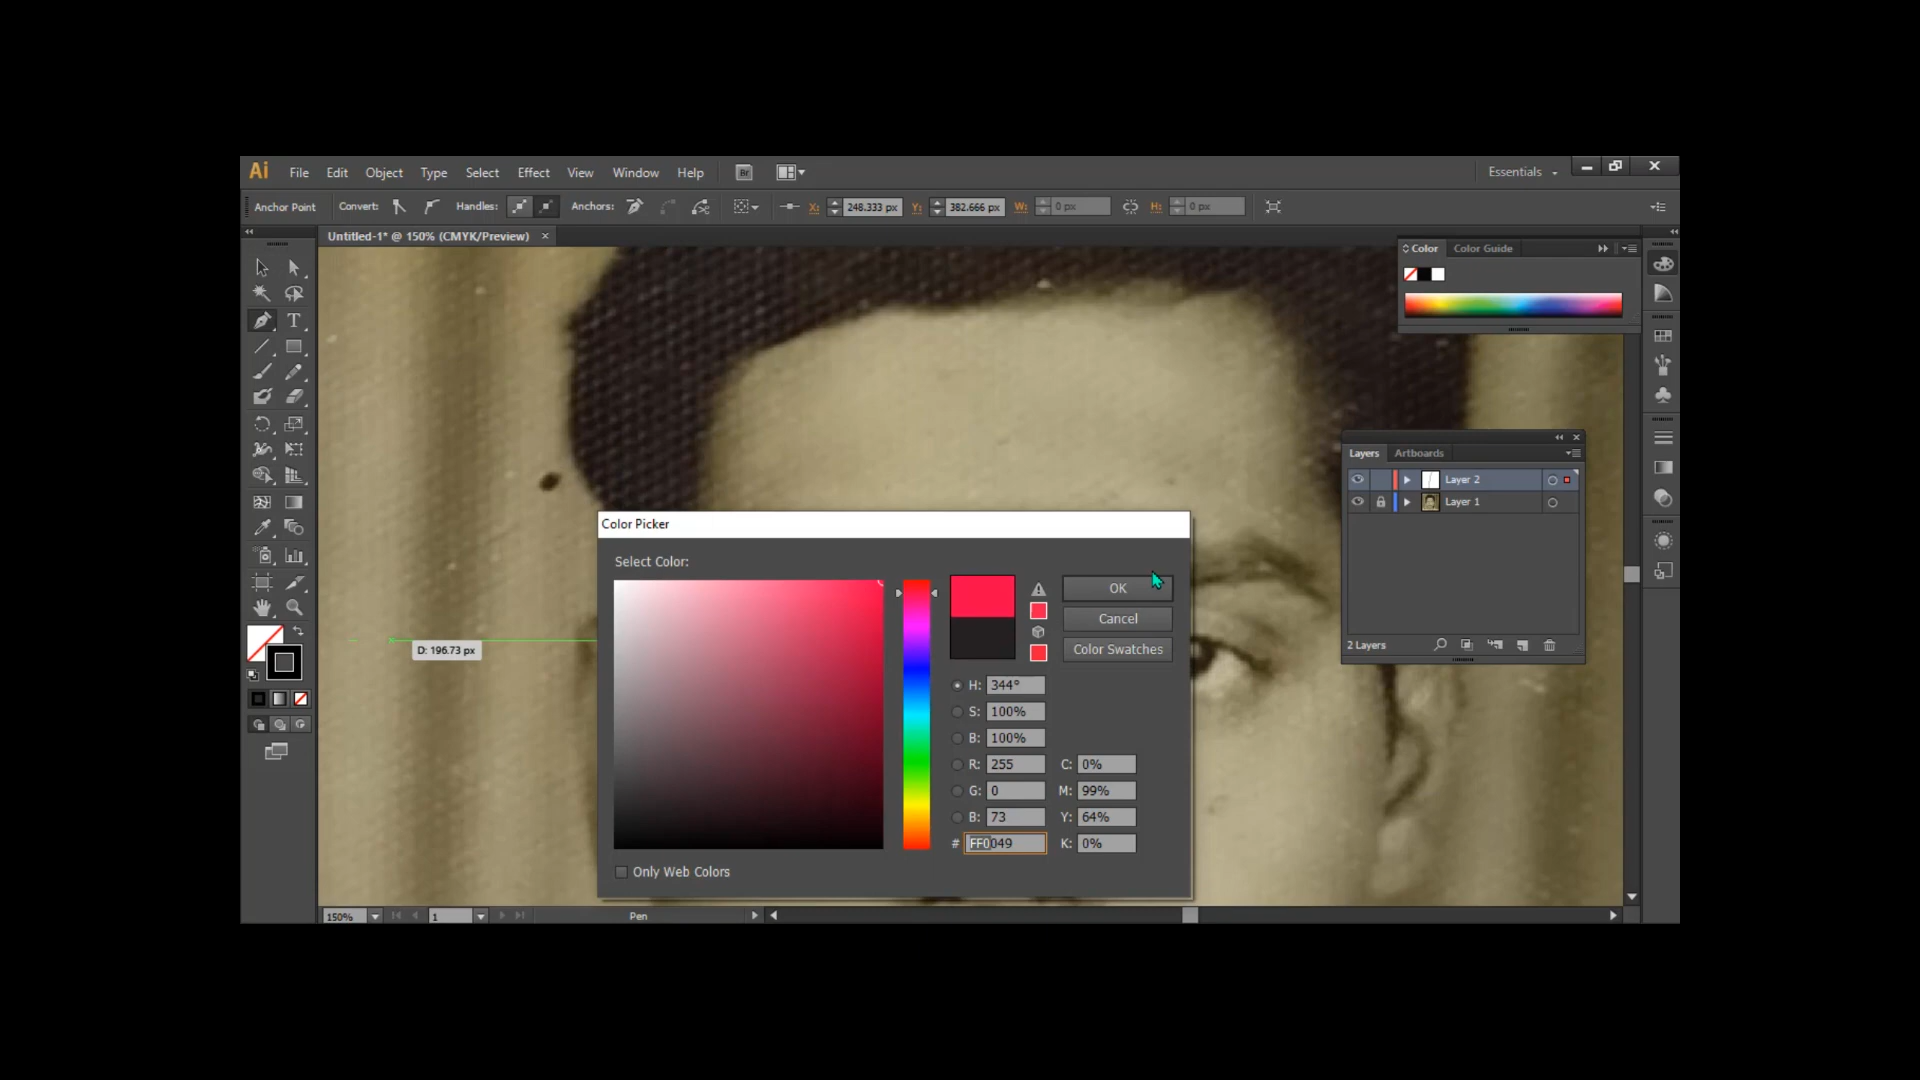 Ai File Edit Object Type Select Effect View Window Help Br Essentials
Anchor Point Convert: Handles: Anchors: X: 248.333 px Y: 382.666 px W: 0 px H: 0 px
Untitled-1* @ 150% (CMYK/Preview) ×
Color Color Guide
Layers Artboards
Layer 2
Layer 1
2 Layers
Color Picker
Select Color:
OK
Cancel
Color Swatches
D: 196.73 px
H: 344°
S: 100%
B: 100%
R: 255 C: 0%
G: 0 M: 99%
B: 73 Y: 64%
# FF0049 K: 0%
Only Web Colors
150% 1 Pen